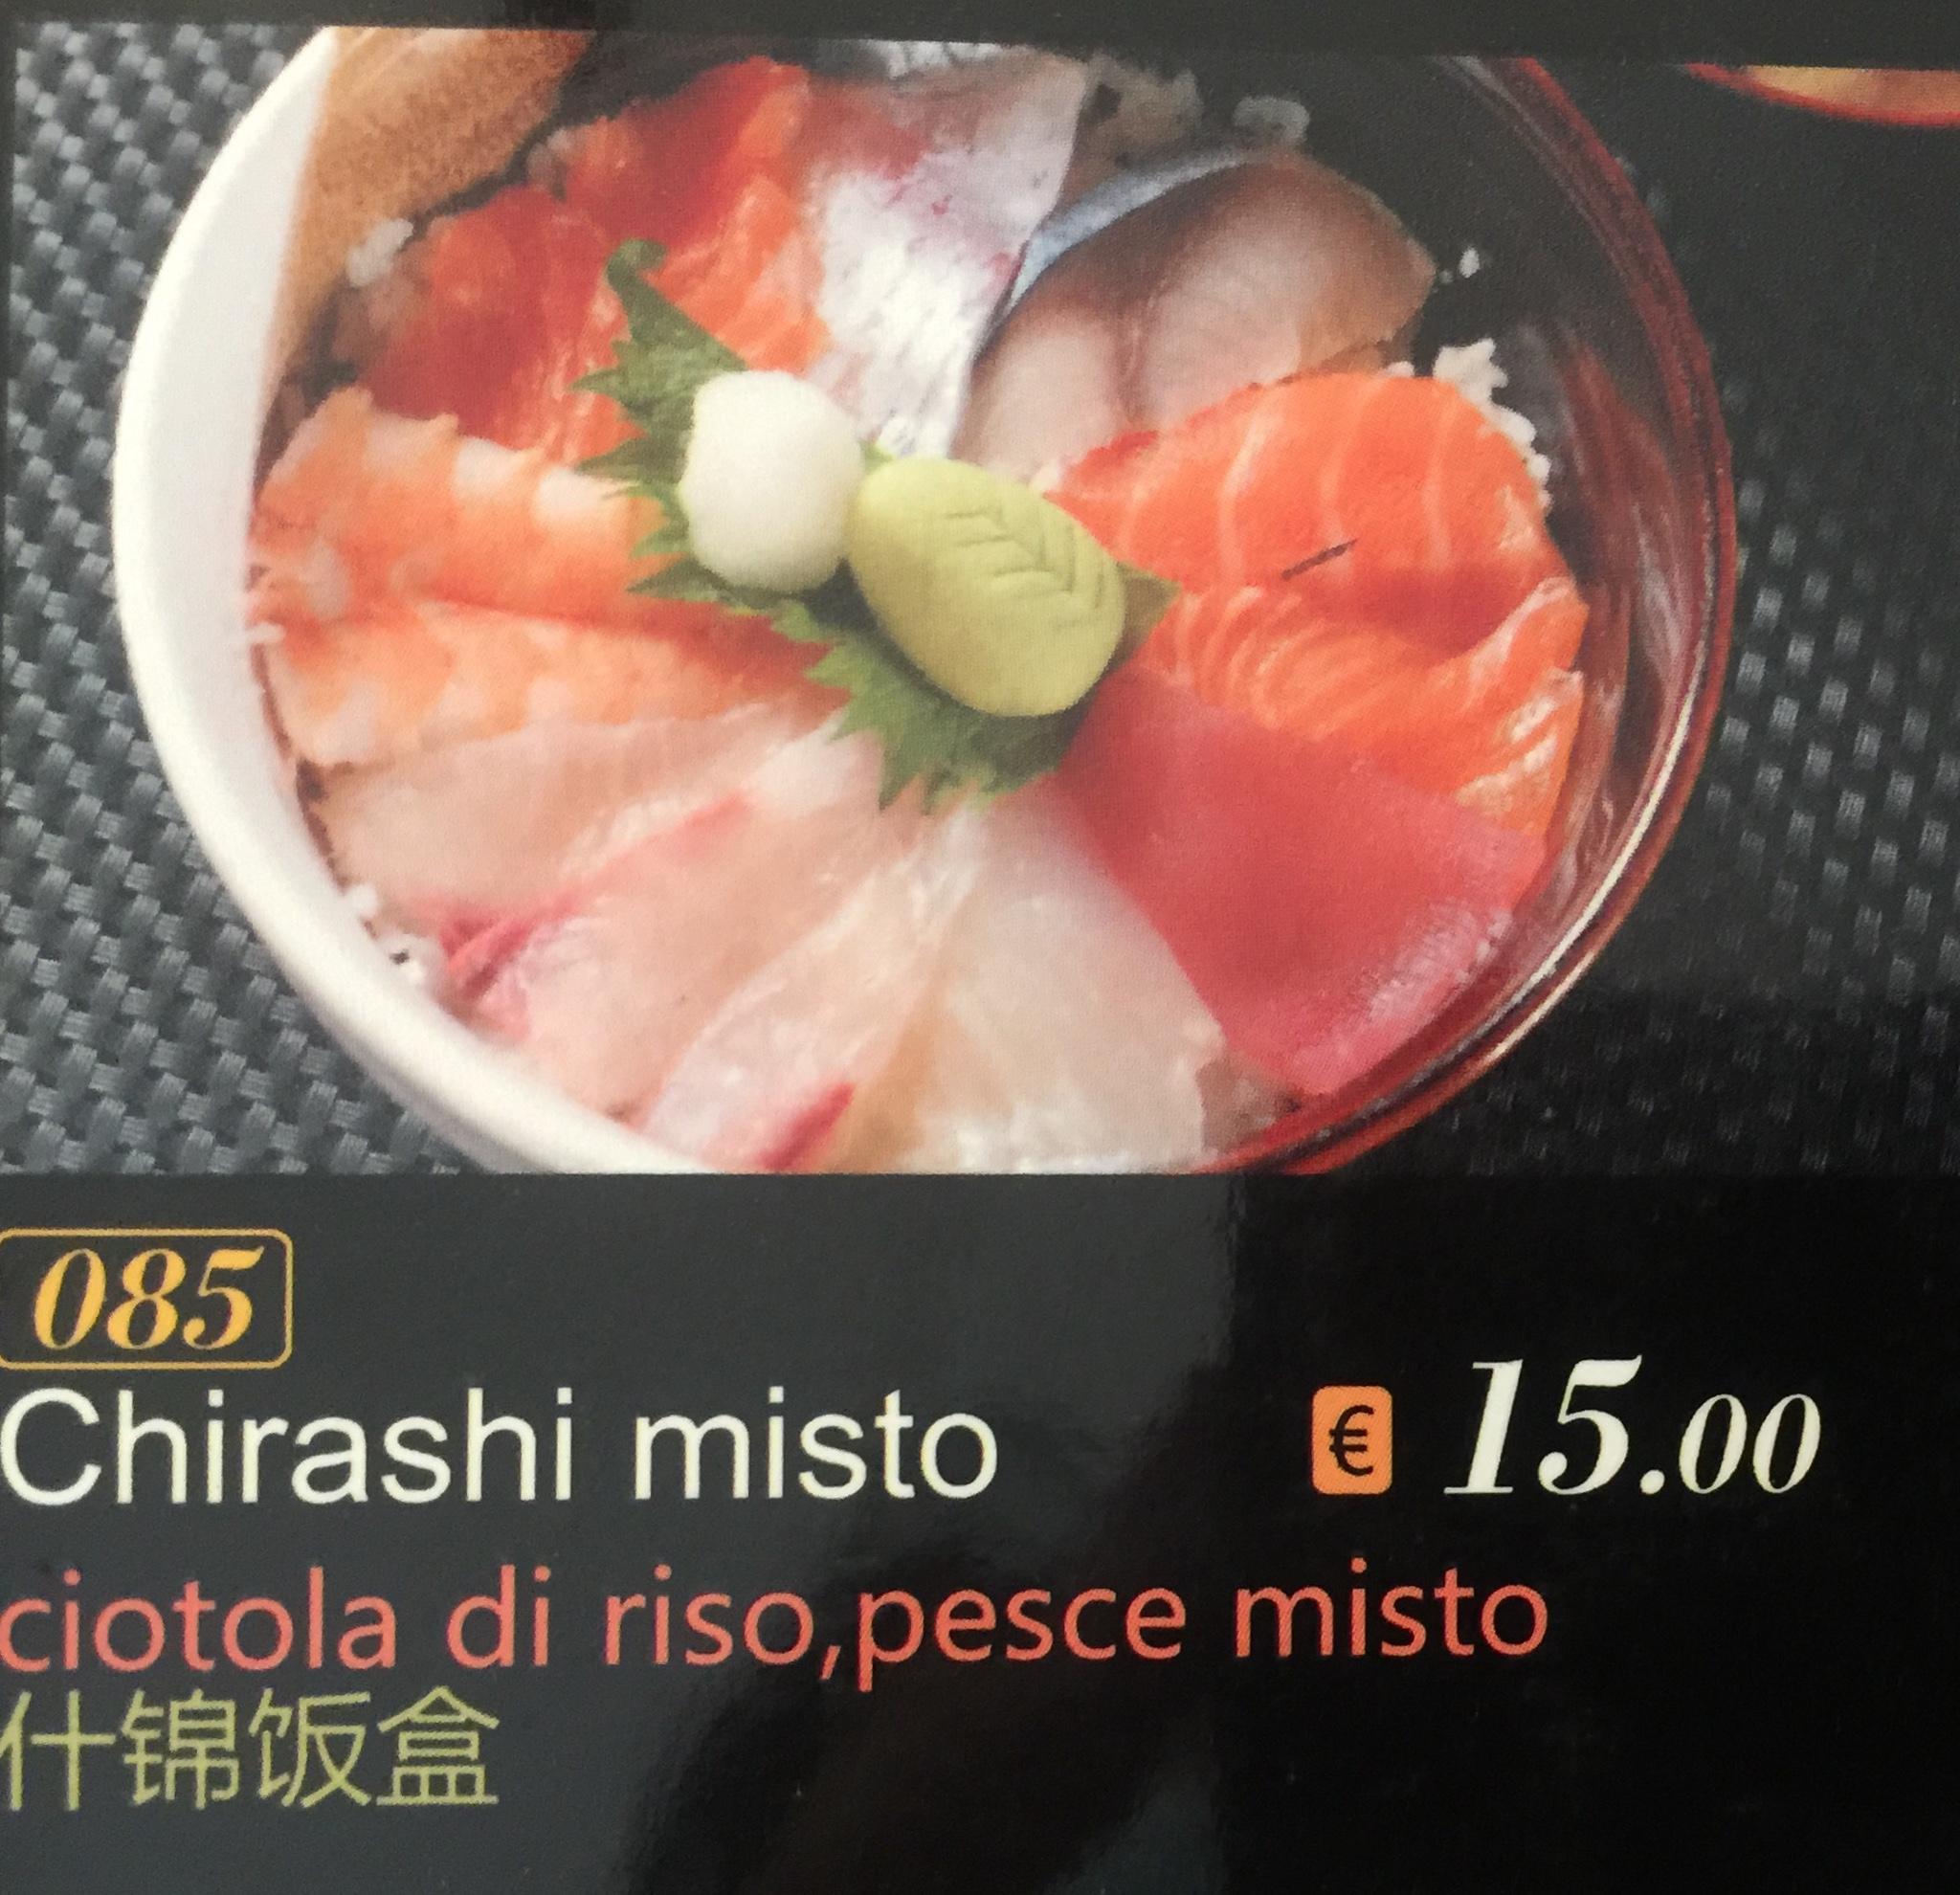 085
Chirashi misto € 15.00
ciotola di riso,pesce misto
什锦饭盒